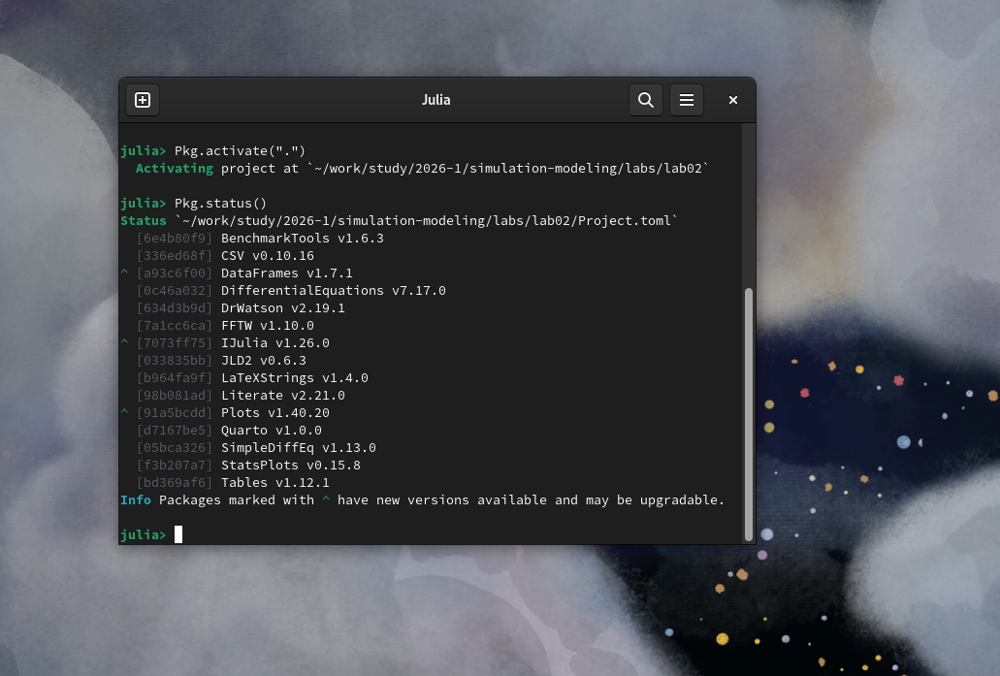 Julia
julia> Pkg.activate(".")
  Activating project at `~/work/study/2026-1/simulation-modeling/labs/lab02`
julia> Pkg.status()
Status `~/work/study/2026-1/simulation-modeling/labs/lab02/Project.toml`
  [6e4b80f9] BenchmarkTools v1.6.3
  [336ed68f] CSV v0.10.16
^ [a93c6f00] DataFrames v1.7.1
  [0c46a032] DifferentialEquations v7.17.0
  [634d3b9d] DrWatson v2.19.1
  [7a1cc6ca] FFTW v1.10.0
^ [7073ff75] IJulia v1.26.0
  [033835bb] JLD2 v0.6.3
  [b964fa9f] LaTeXStrings v1.4.0
  [98b081ad] Literate v2.21.0
^ [91a5bcdd] Plots v1.40.20
  [d7167be5] Quarto v1.0.0
  [05bca326] SimpleDiffEq v1.13.0
  [f3b207a7] StatsPlots v0.15.8
  [bd369af6] Tables v1.12.1
Info Packages marked with ^ have new versions available and may be upgradable.
julia>